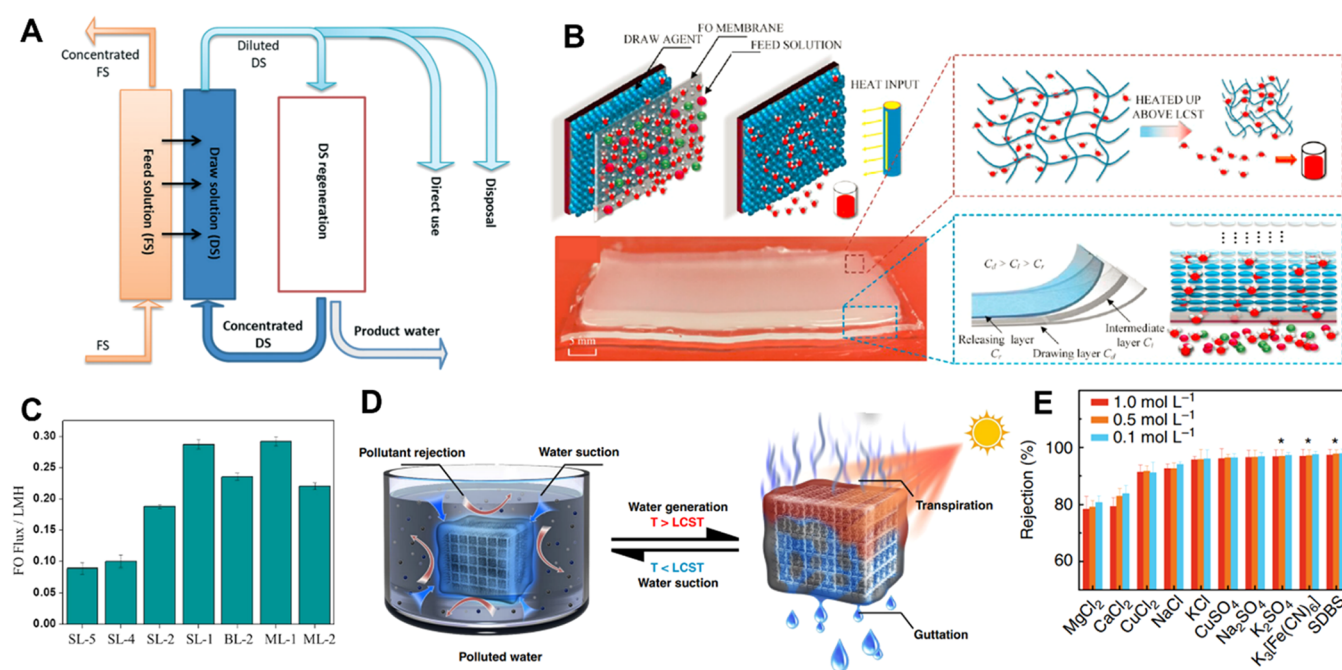 A
Concentrated
FS
Diluted
DS
Feed solution (FS)
Draw solution (DS)
DS regeneration
Direct use
Disposal
FS
Concentrated
DS
Product water
B
DRAW AGENT
FO MEMBRANE
FEED SOLUTION
HEAT INPUT
HEATED UP
ABOVE LCST
5 mm
C_d > C_I > C_r
Releasing layer
C_r
Drawing layer C_d
Intermediate
layer C_I
C
FO Flux / LMH
0.30
0.25
0.20
0.15
0.10
0.05
0.00
SL-5 SL-4 SL-2 SL-1 BL-2 ML-1 ML-2
D
Pollutant rejection
Water suction
Polluted water
Water generation
T > LCST
T < LCST
Water suction
Transpiration
Guttation
E
1.0 mol L⁻¹
0.5 mol L⁻¹
0.1 mol L⁻¹
* * *
Rejection (%)
100
80
60
MgCl₂
CaCl₂
CuCl₂
NaCl
KCl
CuSO₄
Na₂SO₄
K₂SO₄
K₃[Fe(CN)₆]
SDBS